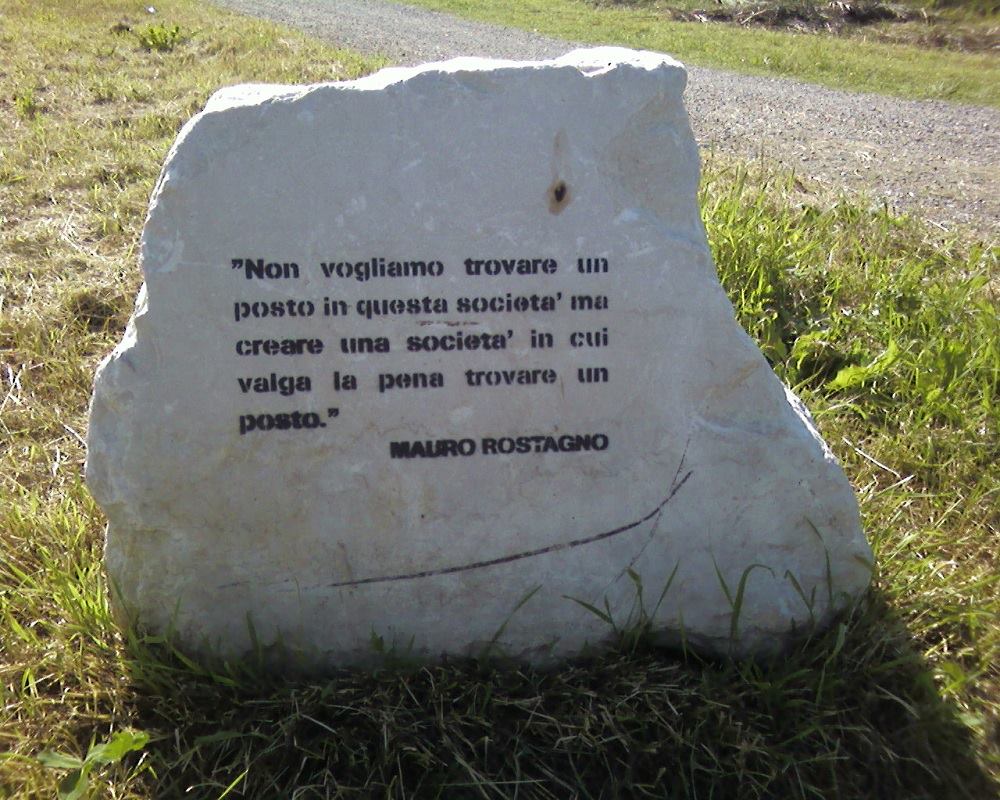 "Non vogliamo trovare un
posto in questa societa' ma
creare una societa' in cui
valga la pena trovare un
posto."
MAURO ROSTAGNO